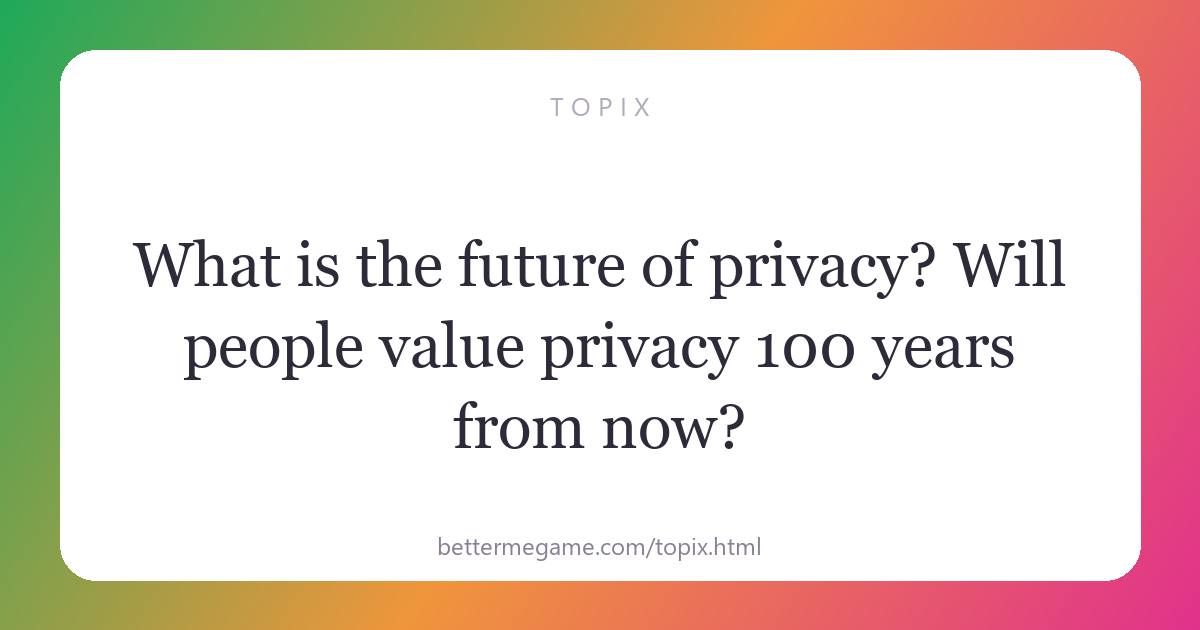 TOPIX
What is the future of privacy? Will
people value privacy 100 years
from now?
bettermegame.com/topix.html